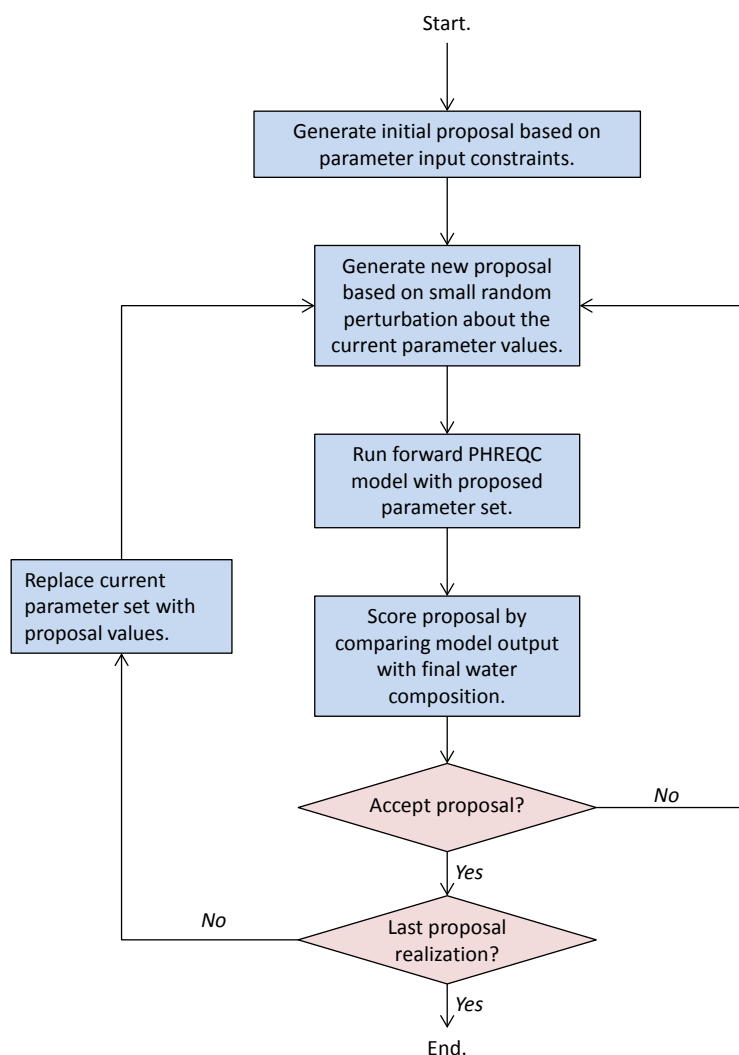 Start.
Generate initial proposal based on
parameter input constraints.
Generate new proposal
based on small random
perturbation about the
current parameter values.
Run forward PHREQC
model with proposed
parameter set.
Replace current
parameter set with
proposal values.
Score proposal by
comparing model output
with final water
composition.
Accept proposal?
No
Yes
No
Last proposal
realization?
Yes
End.